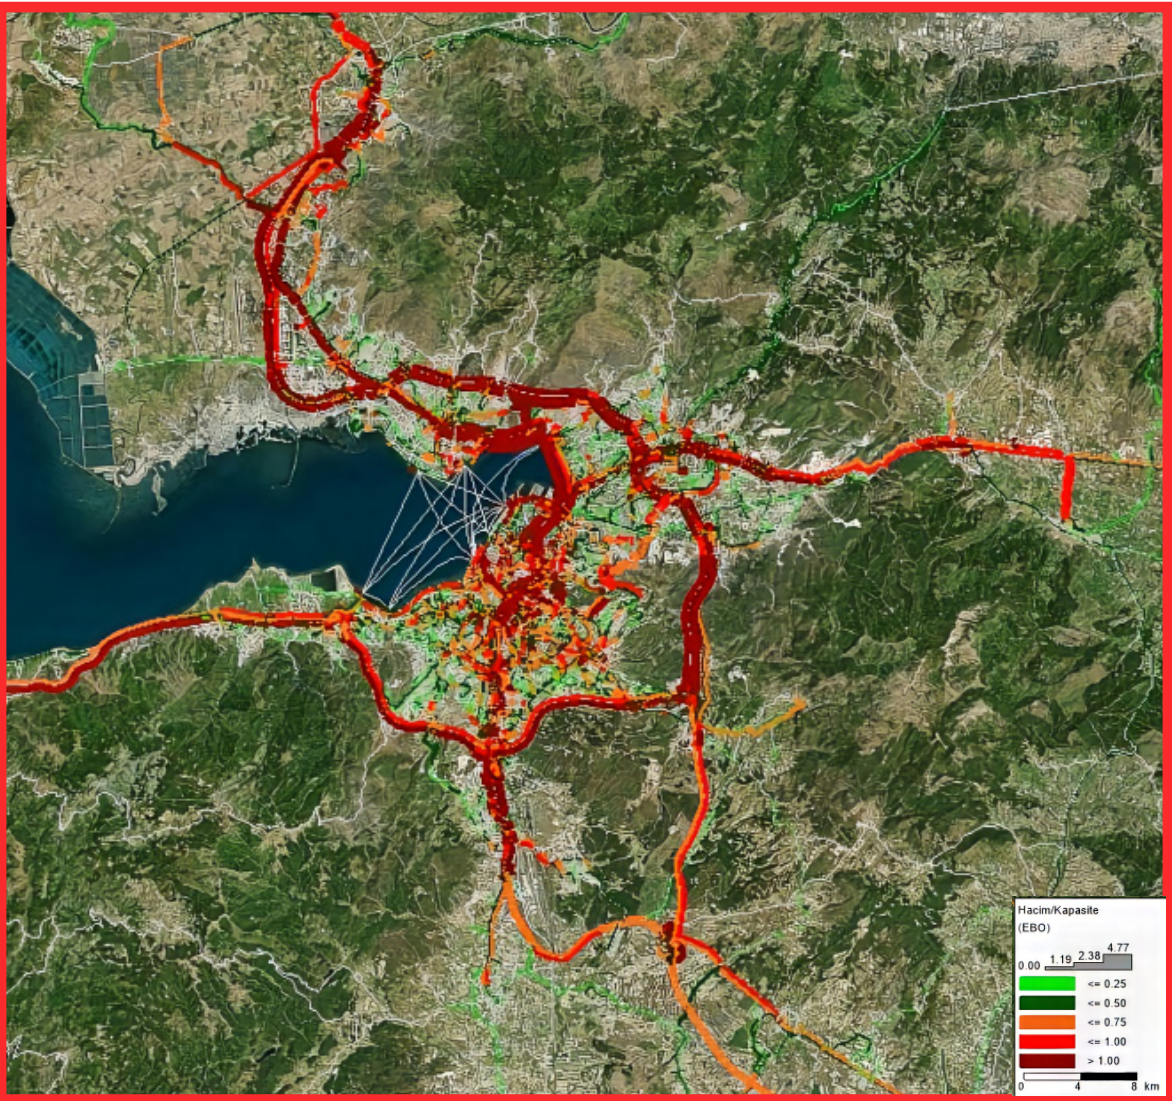 Hacim/Kapasite
(EBO)
0.00 1.19 2.38 4.77
<= 0.25
<= 0.50
<= 0.75
<= 1.00
> 1.00
0 4 8 km